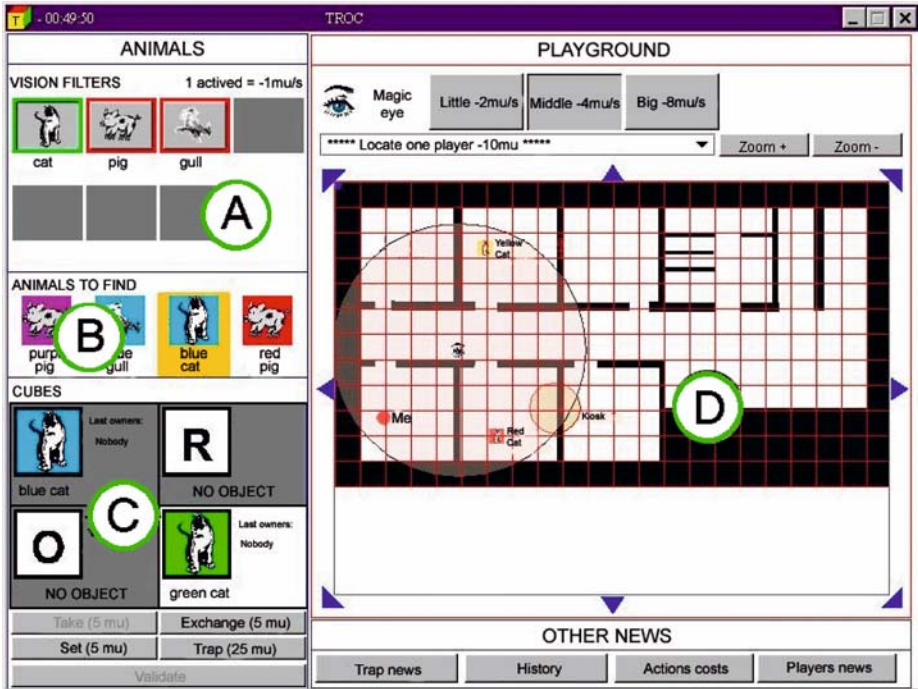 T - 00:49:50 TROC
ANIMALS
VISION FILTERS 1 actived = -1mu/s
cat pig gull
A
ANIMALS TO FIND
B
blue cat
red pig
CUBES
Last owners:
Nobody
blue cat
R
NO OBJECT
C
O
NO OBJECT
Last owners:
Nobody
green cat
Take (5 mu) Exchange (5 mu)
Set (5 mu) Trap (25 mu)
Validate
PLAYGROUND
Magic
eye
Little -2mu/s Middle -4mu/s Big -8mu/s
***** Locate one player -10mu ***** Zoom + Zoom -
Yellow
Cat
Me
Red
Cat
Kiosk
D
OTHER NEWS
Trap news History Actions costs Players news